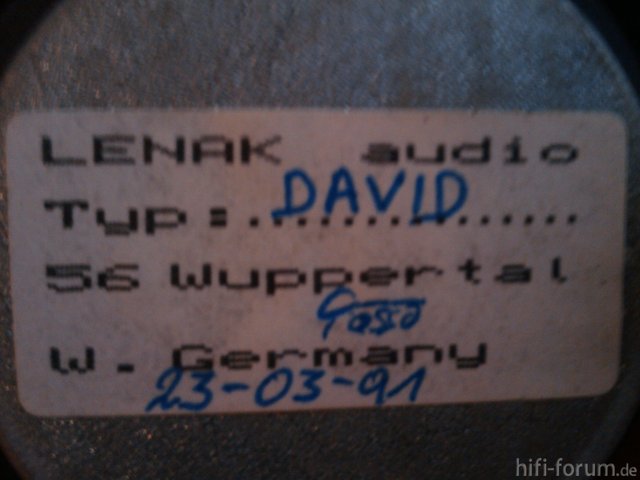 LENAK audio
Typ:.DAVID..............
56 Wuppertal
W. Germany
23-03-91
hifi-forum.de